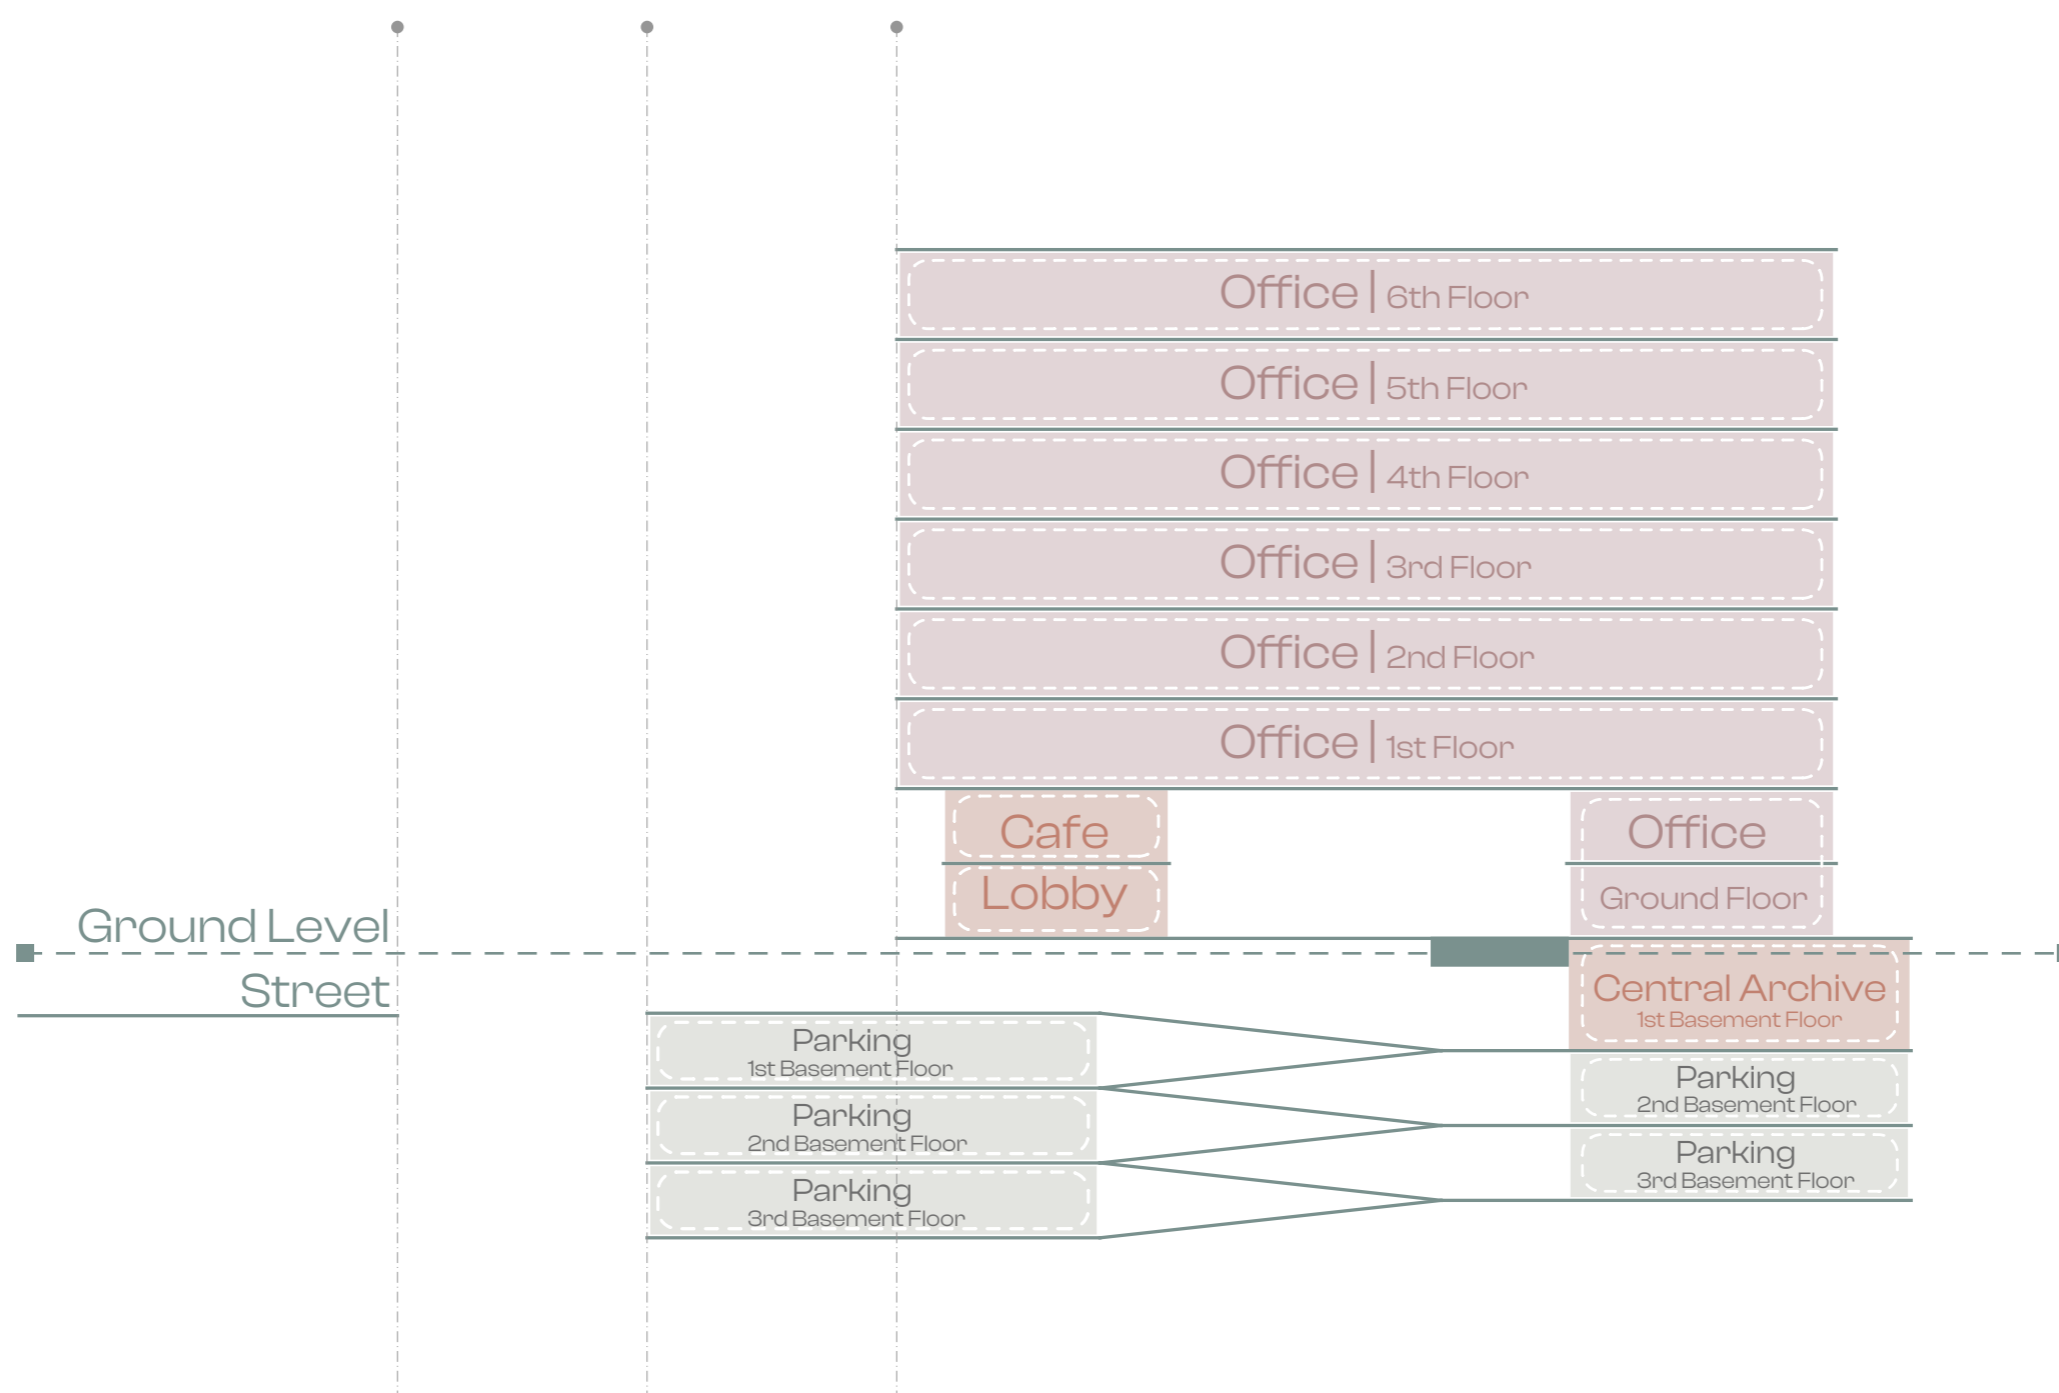 Office | 6th Floor
Office | 5th Floor
Office | 4th Floor
Office | 3rd Floor
Office | 2nd Floor
Office | 1st Floor
Cafe
Office
Lobby
Ground Floor
Ground Level
Street
Central Archive
1st Basement Floor
Parking
1st Basement Floor
Parking
2nd Basement Floor
Parking
2nd Basement Floor
Parking
3rd Basement Floor
Parking
3rd Basement Floor